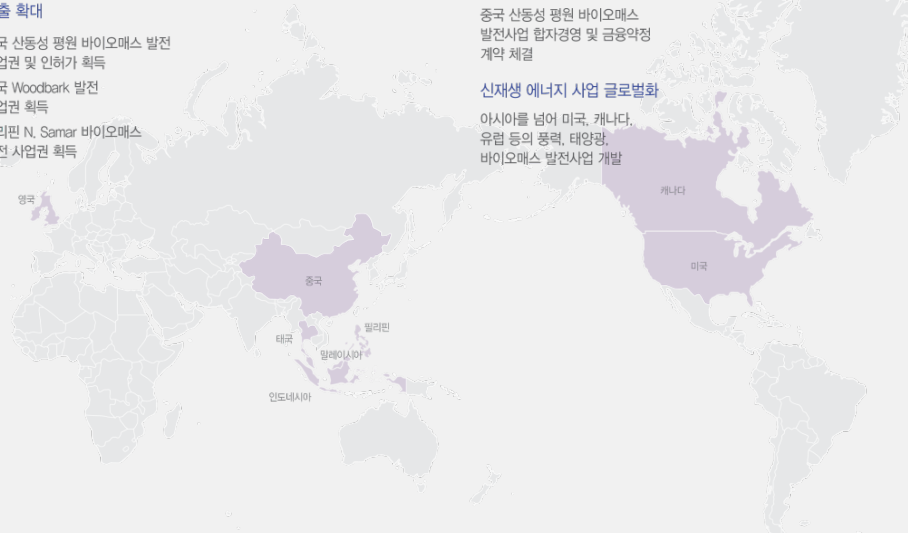 출 확대
국 산동성 평원 바이오매스 발전
업권 및 인허가 획득
국 Woodbark 발전
업권 획득
리핀 N. Samar 바이오매스
전 사업권 획득
중국 산동성 평원 바이오매스
발전사업 합자경영 및 금융약정
계약 체결
신재생 에너지 사업 글로벌화
아시아를 넘어 미국, 캐나다,
유럽 등의 풍력, 태양광,
바이오매스 발전사업 개발
영국
중국
태국
필리핀
말레이시아
인도네시아
캐나다
미국